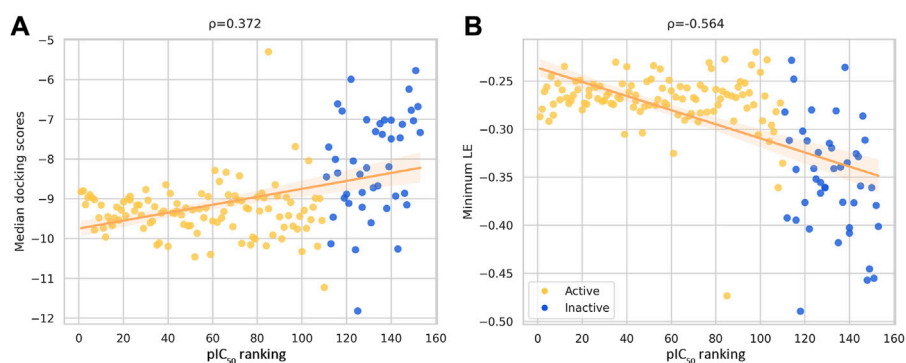 A
ρ=0.372
−5
−6
−7
−8
−9
−10
−11
−12
Median docking scores
0 20 40 60 80 100 120 140 160
pIC50 ranking
B
ρ=-0.564
−0.25
−0.30
−0.35
−0.40
−0.45
−0.50
Minimum LE
Active
Inactive
0 20 40 60 80 100 120 140 160
pIC50 ranking